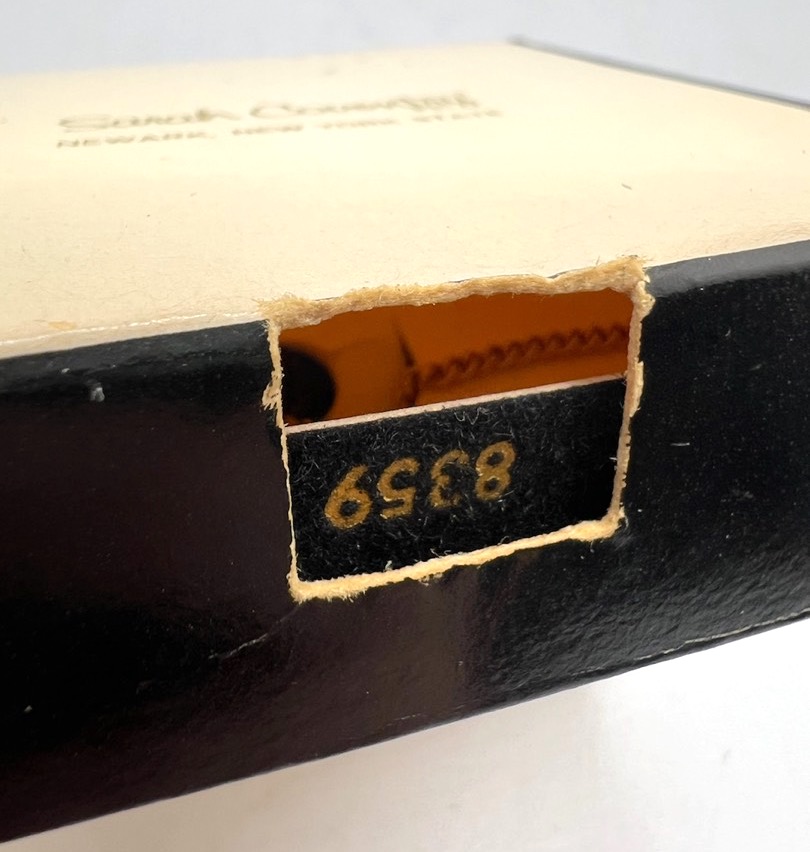 Sarah Coventry
NEWARK, NEW YORK STATE
8359